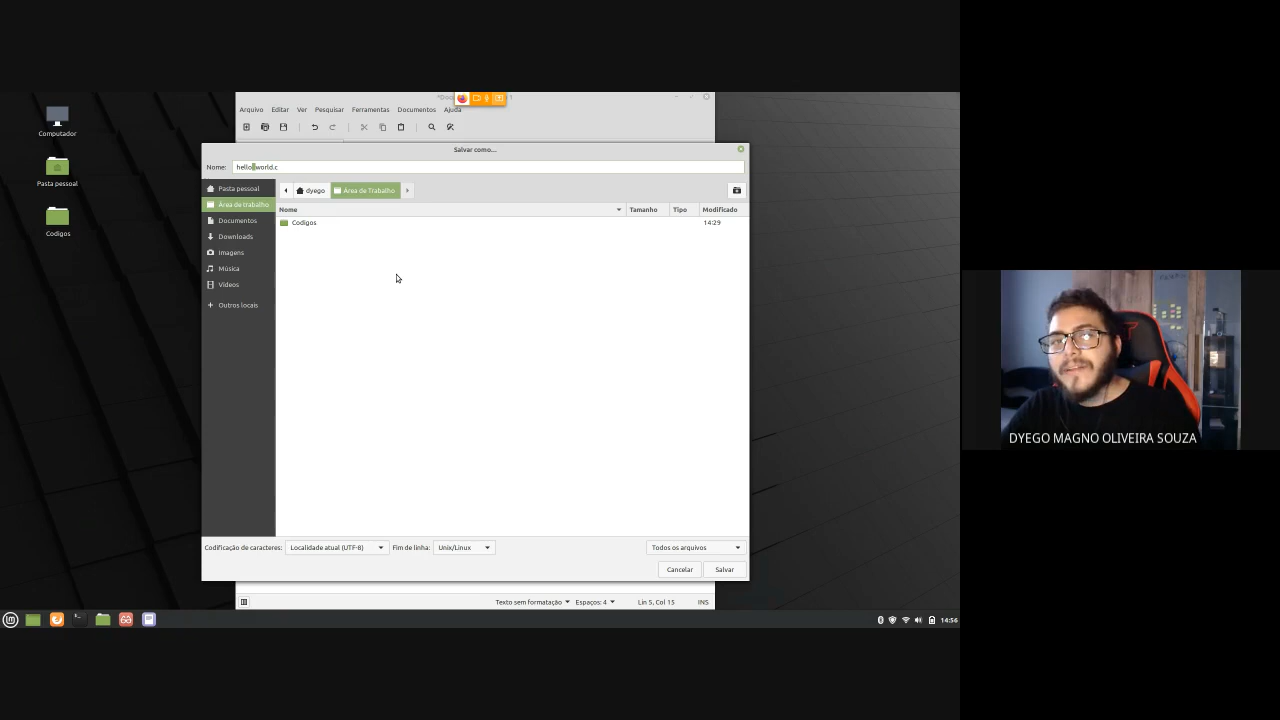 Computador
Pasta pessoal
Codigos
Arquivo Editar Ver Pesquisar Ferramentas Documentos Ajuda
Salvar como...
Nome: hello world.c
Pasta pessoal
Área de trabalho
Documentos
Downloads
Imagens
Música
Vídeos
+ Outros locais
dyego Área de Trabalho
Nome Tamanho Tipo Modificado
Codigos 14:29
Codificação de caracteres: Localidade atual (UTF-8) Fim de linha: Unix/Linux Todos os arquivos
Cancelar Salvar
Texto sem formatação Espaços: 4 Lin 5, Col 15 INS
14:56
DYEGO MAGNO OLIVEIRA SOUZA